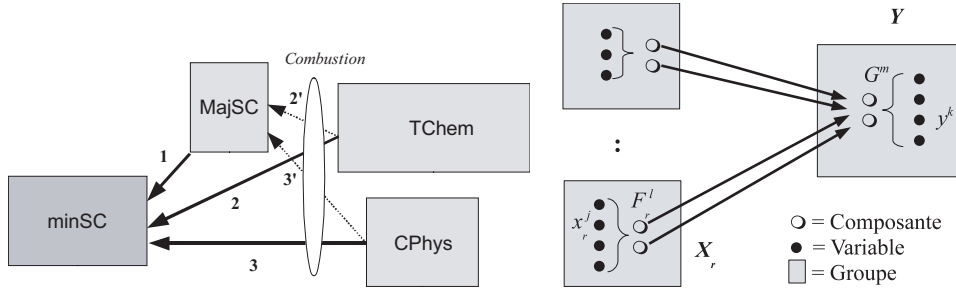 Combustion
MajSC
2'
TChem
1
3'
2
minSC
CPhys
3
Y
G^m
y^k
:
x_r^j
F_r^l
X_r
= Composante
= Variable
= Groupe